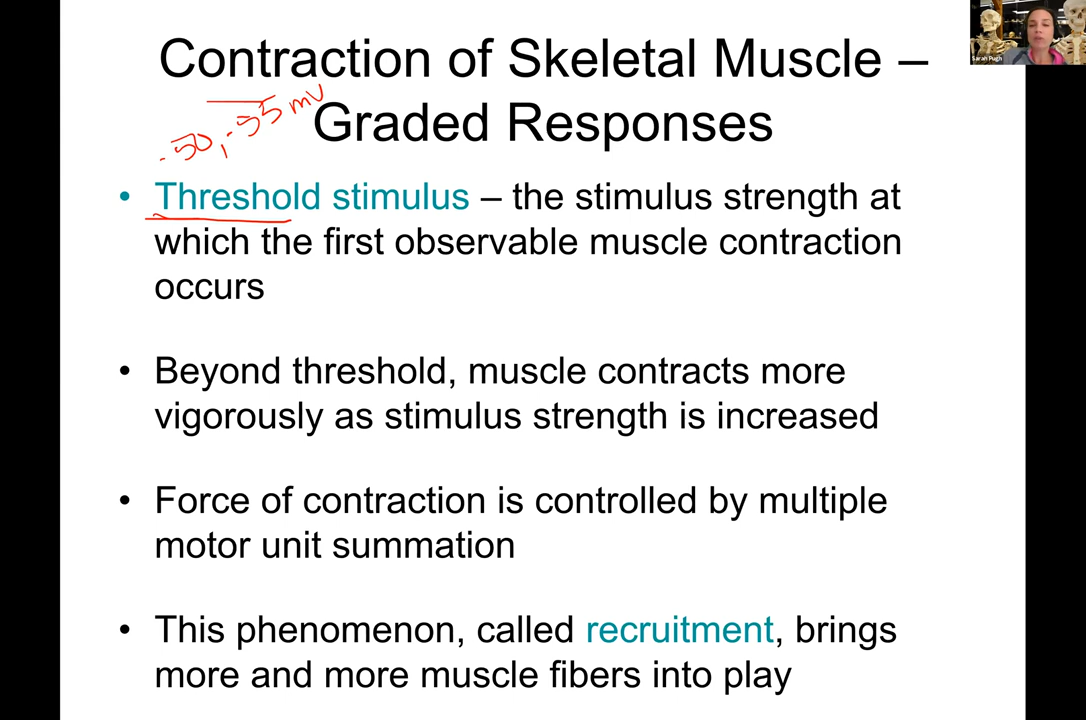 Sarah Pugh
Contraction of Skeletal Muscle –
Graded Responses
-50, -55 mV
• Threshold stimulus – the stimulus strength at
which the first observable muscle contraction
occurs
• Beyond threshold, muscle contracts more
vigorously as stimulus strength is increased
• Force of contraction is controlled by multiple
motor unit summation
• This phenomenon, called recruitment, brings
more and more muscle fibers into play